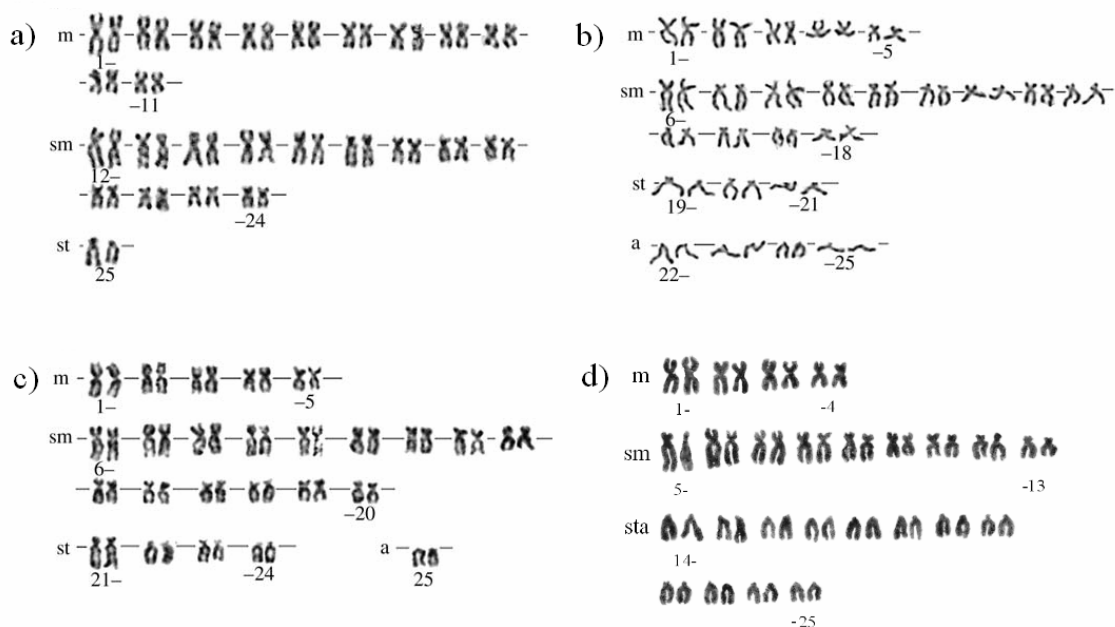 a)
m
1–
–11
sm
12–
–24
st
25
b)
m
1–
–5
sm
6–
–18
st
19–
–21
a
22–
–25
c)
m
1–
–5
sm
6–
–20
st
21–
–24
a
25
d)
m
1-
-4
sm
5-
-13
sta
14-
-25